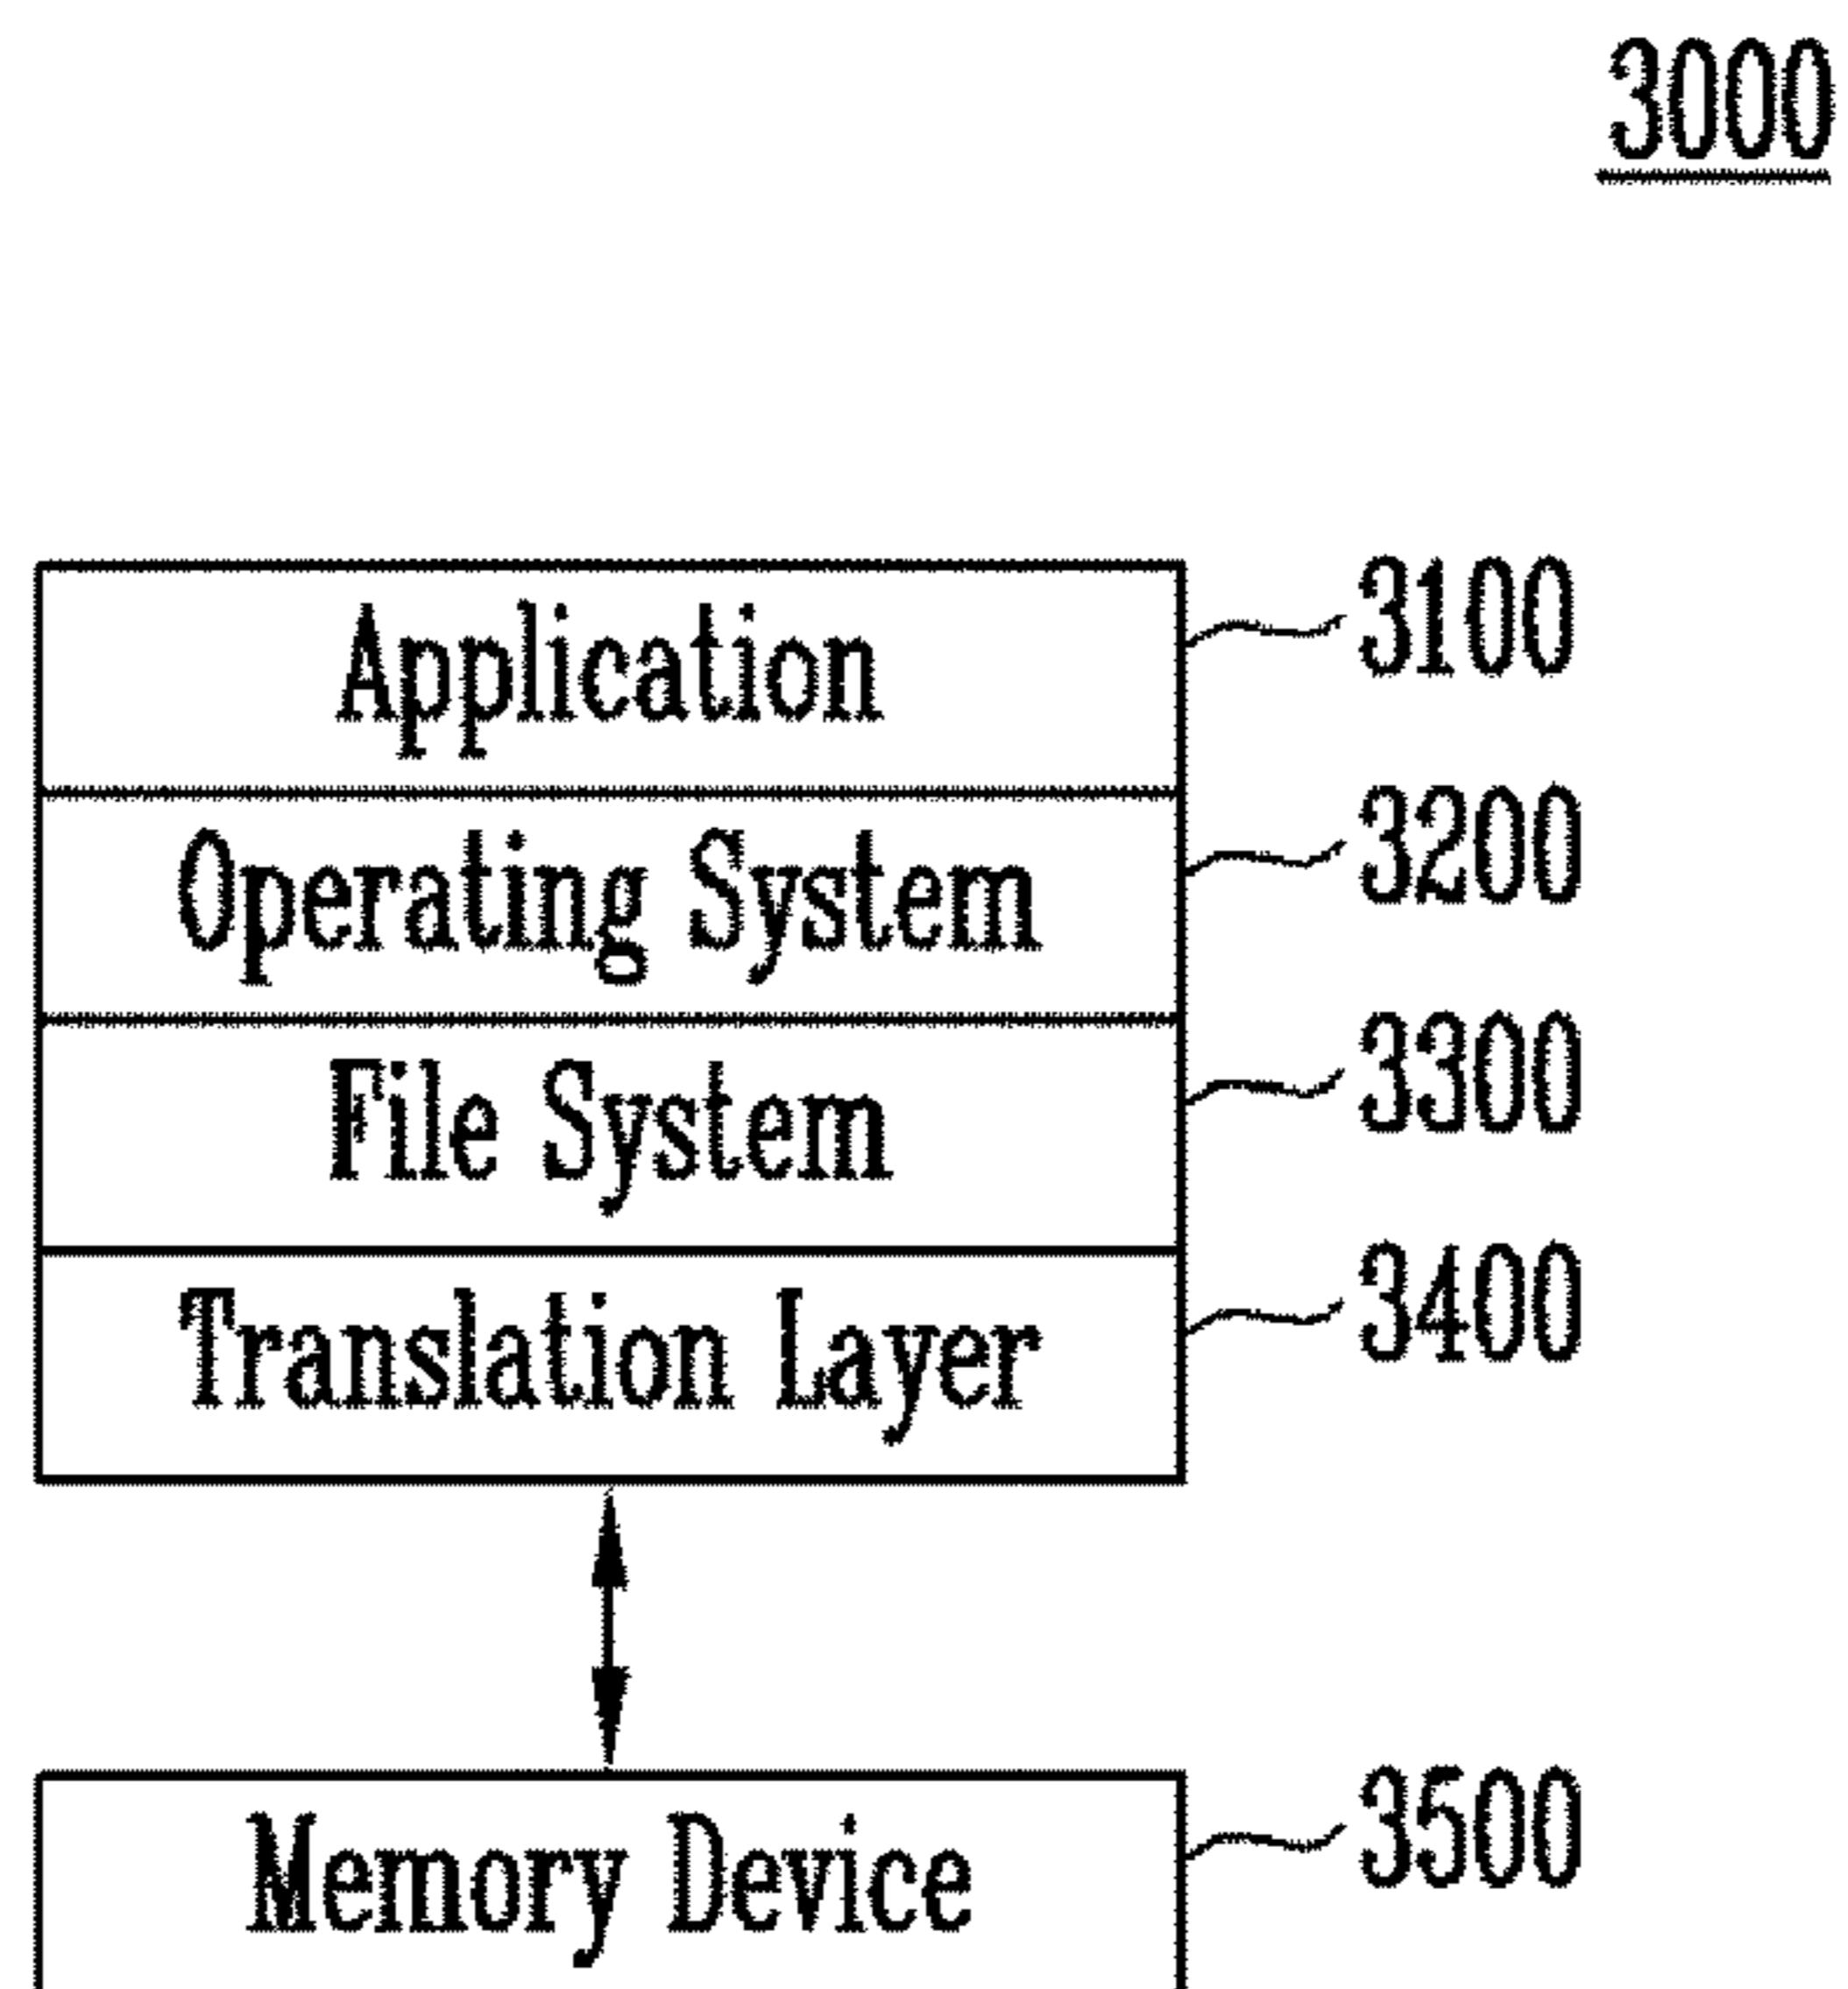 3000
Application 3100
Operating System 3200
File System 3300
Translation Layer 3400
Memory Device 3500